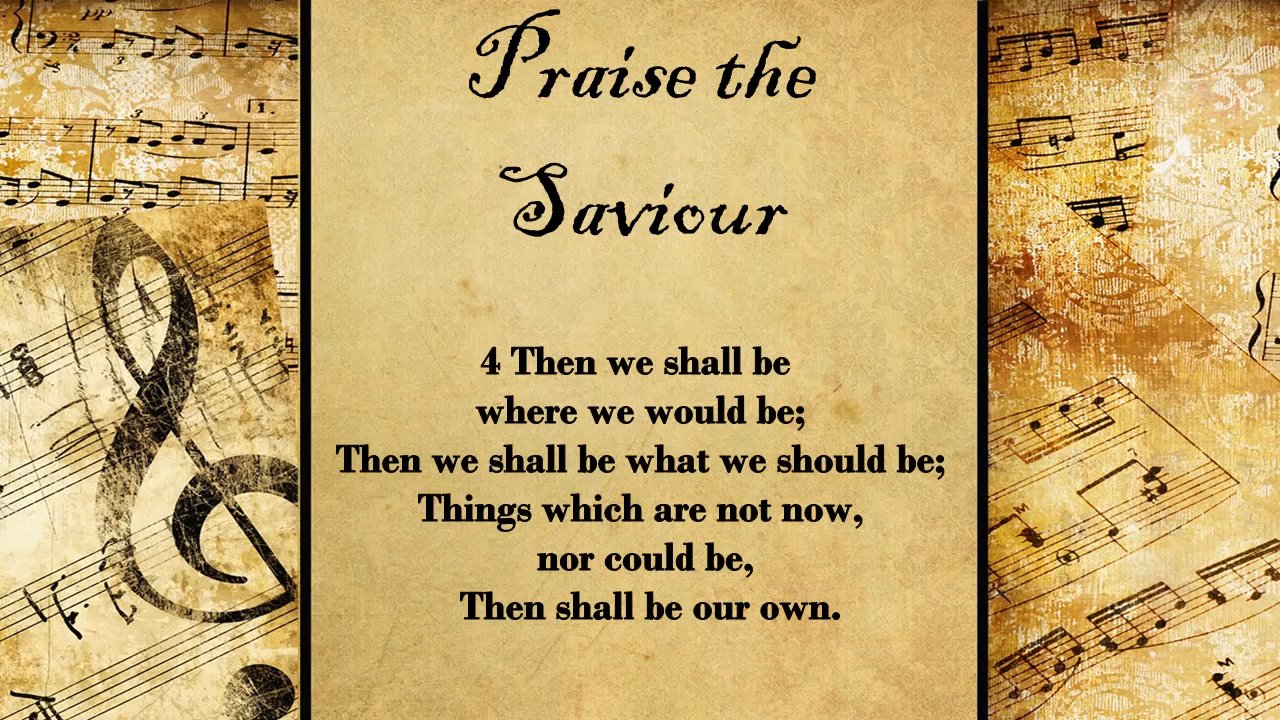 Praise the
Saviour
4 Then we shall be
where we would be;
Then we shall be what we should be;
Things which are not now,
nor could be,
Then shall be our own.